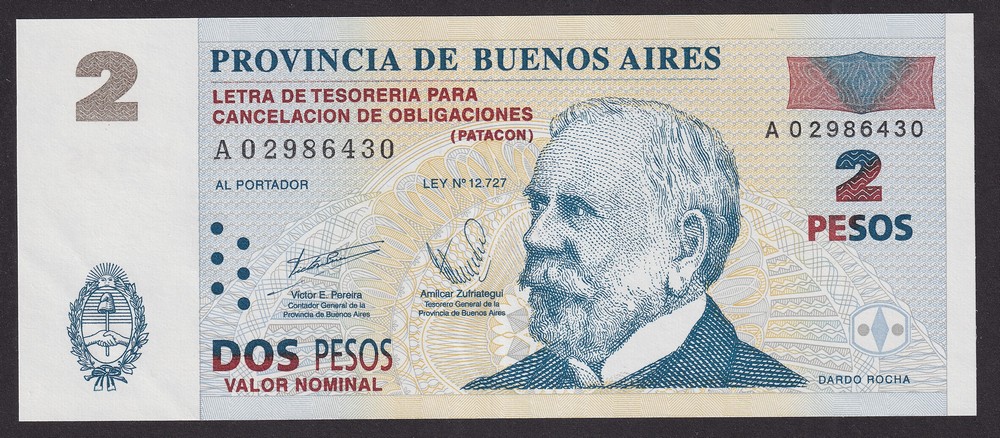 2
PROVINCIA DE BUENOS AIRES
LETRA DE TESORERIA PARA
CANCELACION DE OBLIGACIONES
(PATACON)
A 02986430
A 02986430
AL PORTADOR
LEY Nº 12.727
2
PESOS
Víctor E. Pereira
Contador General de la
Provincia de Buenos Aires
Amílcar Zufriategui
Tesorero General de la
Provincia de Buenos Aires
DOS PESOS
VALOR NOMINAL
DARDO ROCHA